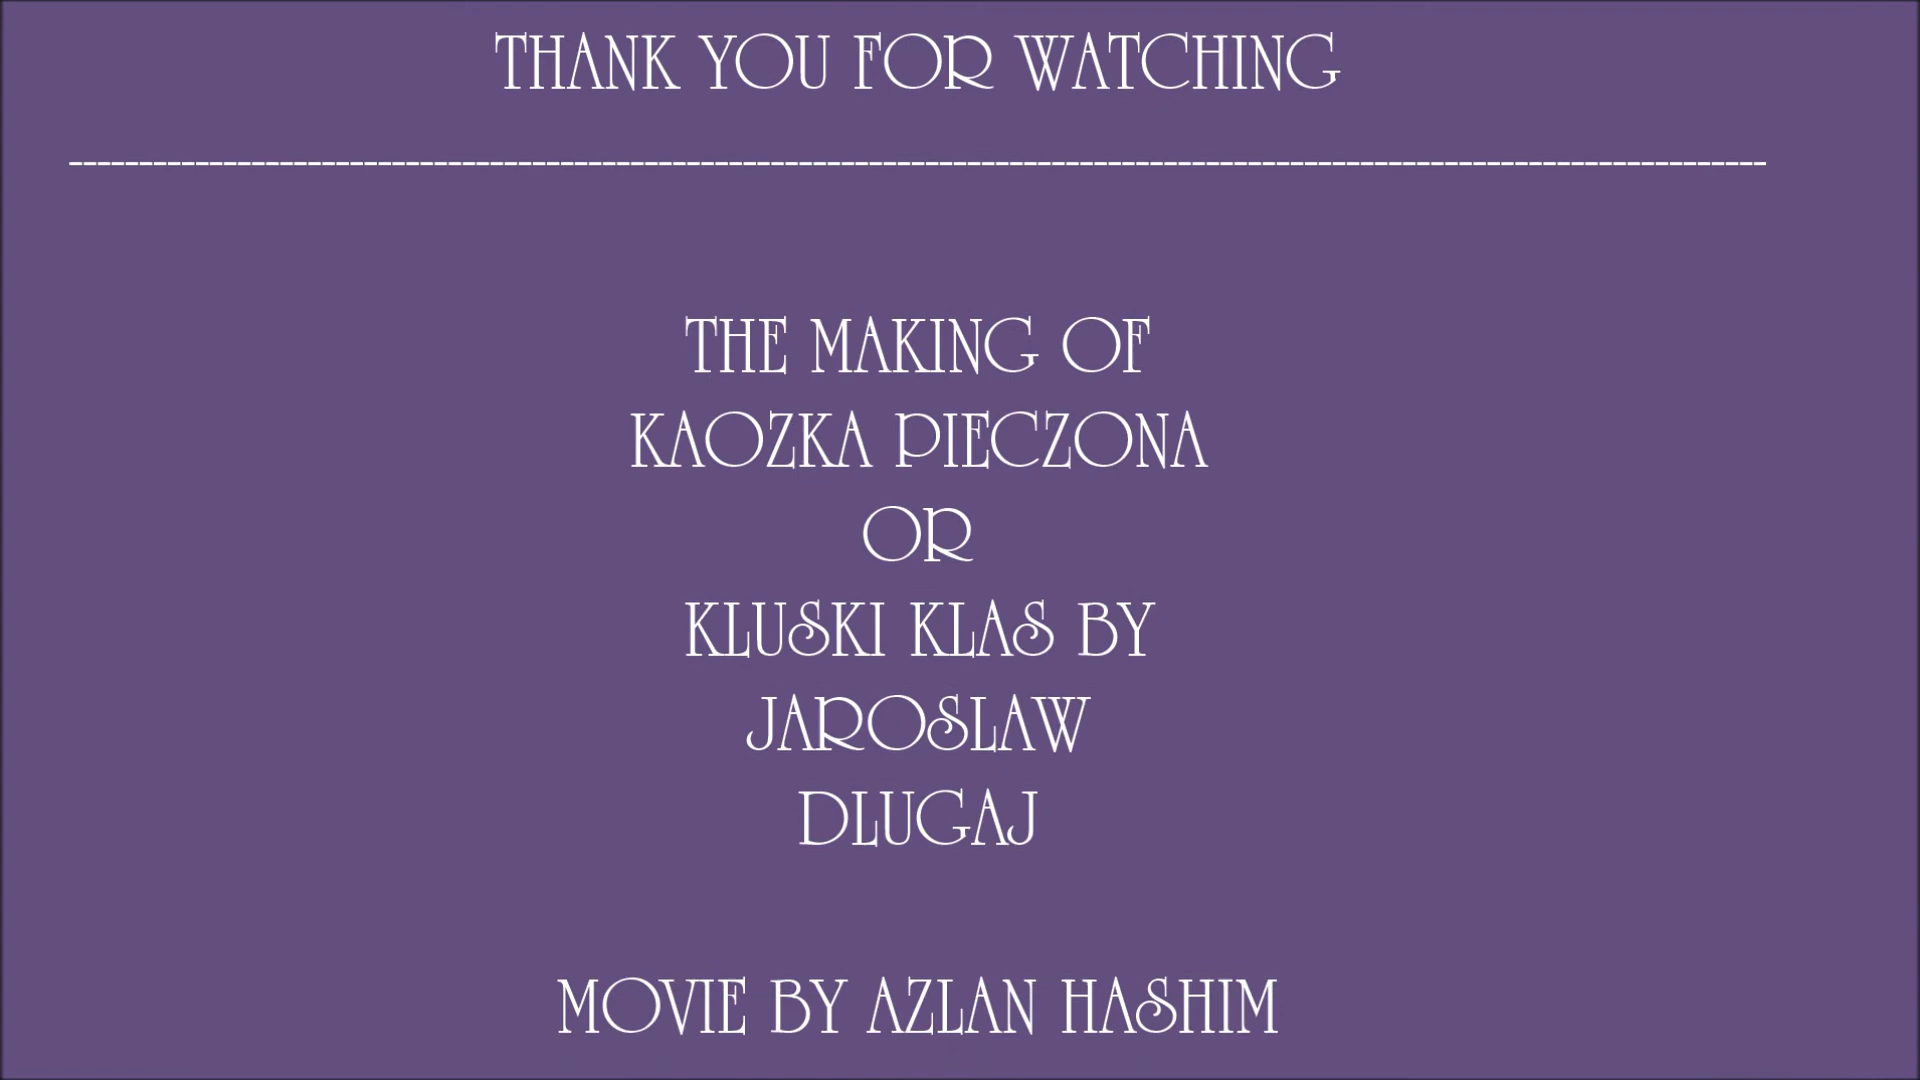 THANK YOU FOR WATCHING
THE MAKING OF
KAOZKA PIECZONA
OR
KLUSKI KLAS BY
JAROSLAW
DLUGAJ
MOVIE BY AZLAN HASHIM